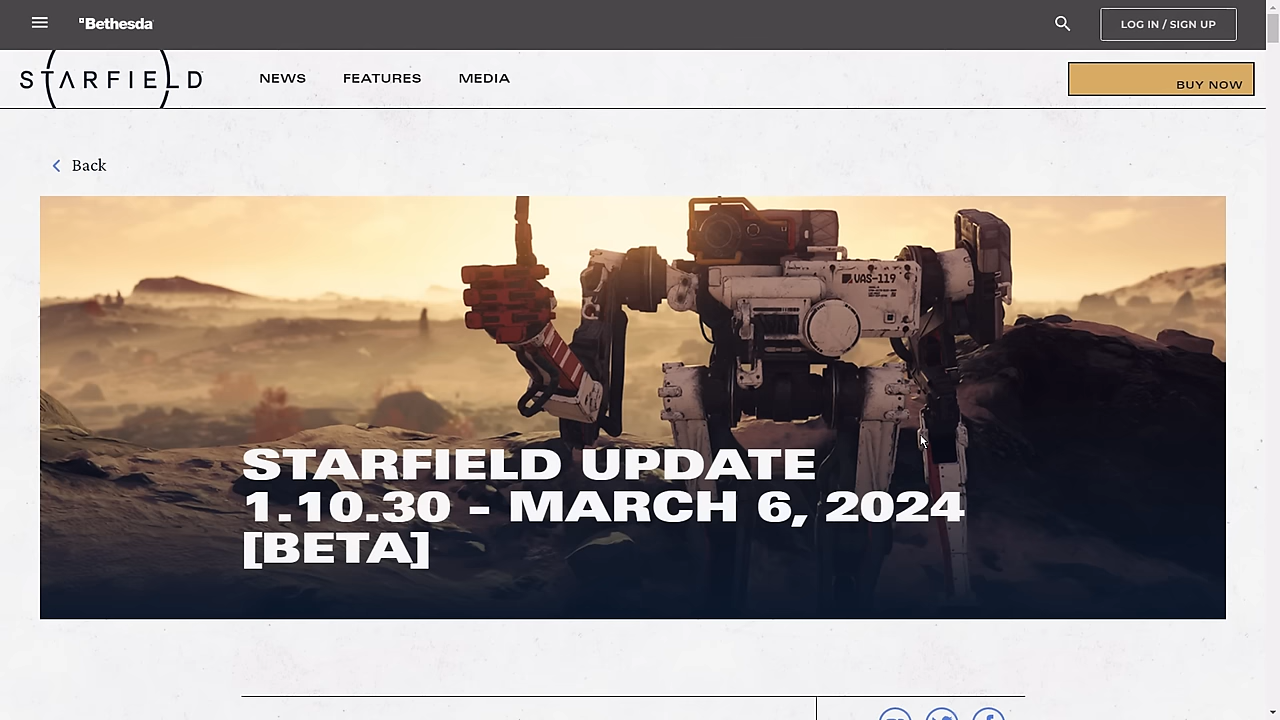 Bethesda
LOG IN / SIGN UP
STARFIELD
NEWS
FEATURES
MEDIA
BUY NOW
Back
VAS-119
STARFIELD UPDATE
1.10.30 - MARCH 6, 2024
[BETA]